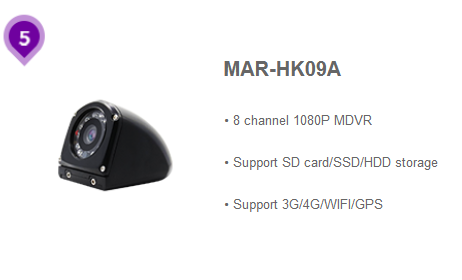 5
MAR-HK09A
• 8 channel 1080P MDVR
• Support SD card/SSD/HDD storage
• Support 3G/4G/WIFI/GPS